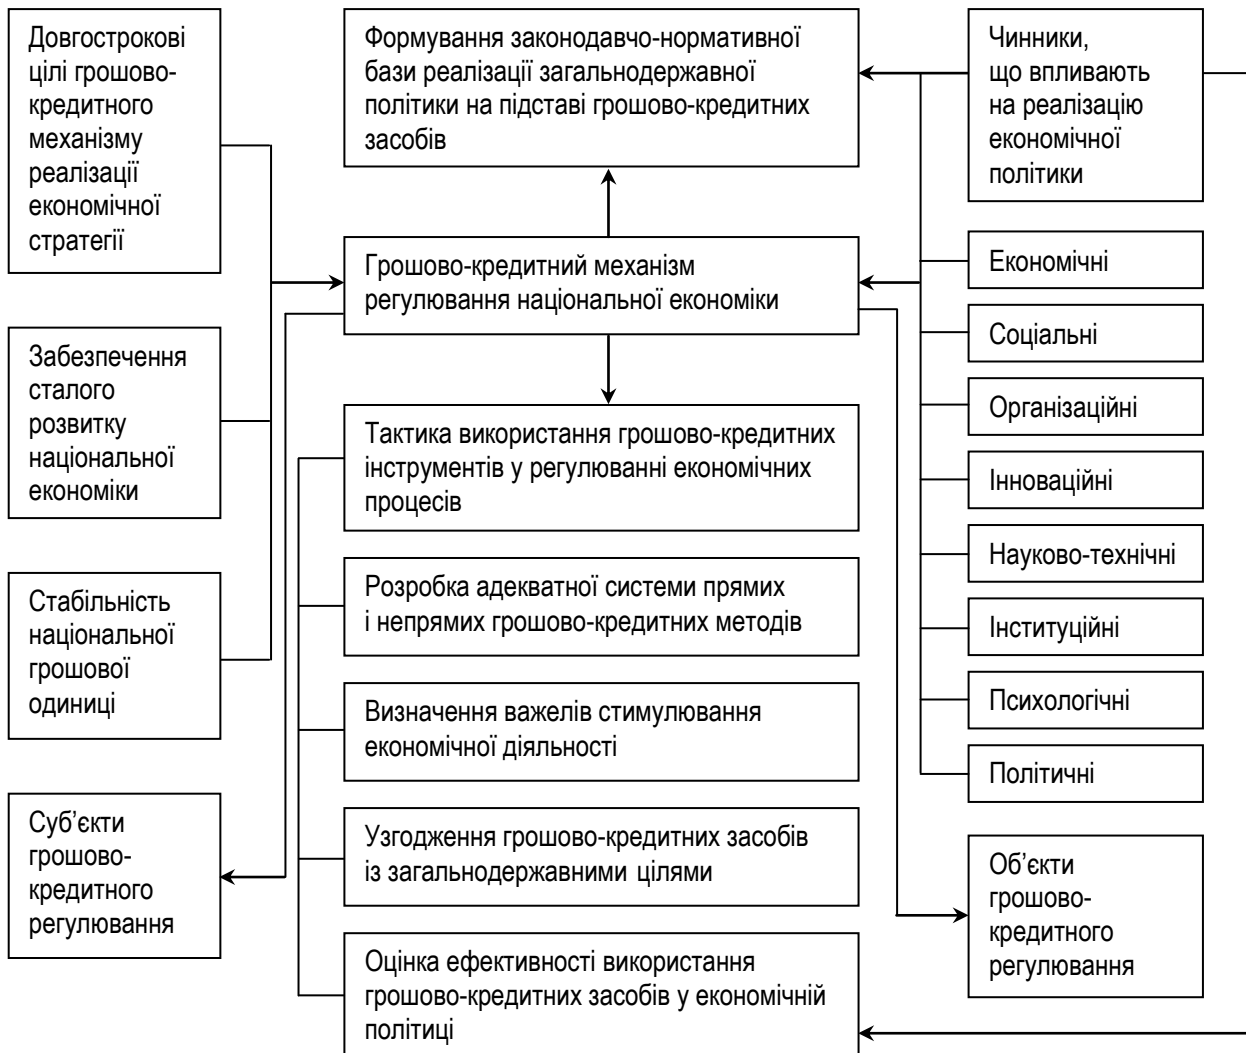 Довгострокові
цілі грошово-
кредитного
механізму
реалізації
економічної
стратегії
Забезпечення
сталого
розвитку
національної
економіки
Стабільність
національної
грошової
одиниці
Суб’єкти
грошово-
кредитного
регулювання
Формування законодавчо-нормативної
бази реалізації загальнодержавної
політики на підставі грошово-кредитних
засобів
Грошово-кредитний механізм
регулювання національної економіки
Тактика використання грошово-кредитних
інструментів у регулюванні економічних
процесів
Розробка адекватної системи прямих
і непрямих грошово-кредитних методів
Визначення важелів стимулювання
економічної діяльності
Узгодження грошово-кредитних засобів
із загальнодержавними цілями
Оцінка ефективності використання
грошово-кредитних засобів у економічній
політиці
Чинники,
що впливають
на реалізацію
економічної
політики
Економічні
Соціальні
Організаційні
Інноваційні
Науково-технічні
Інституційні
Психологічні
Політичні
Об’єкти
грошово-
кредитного
регулювання